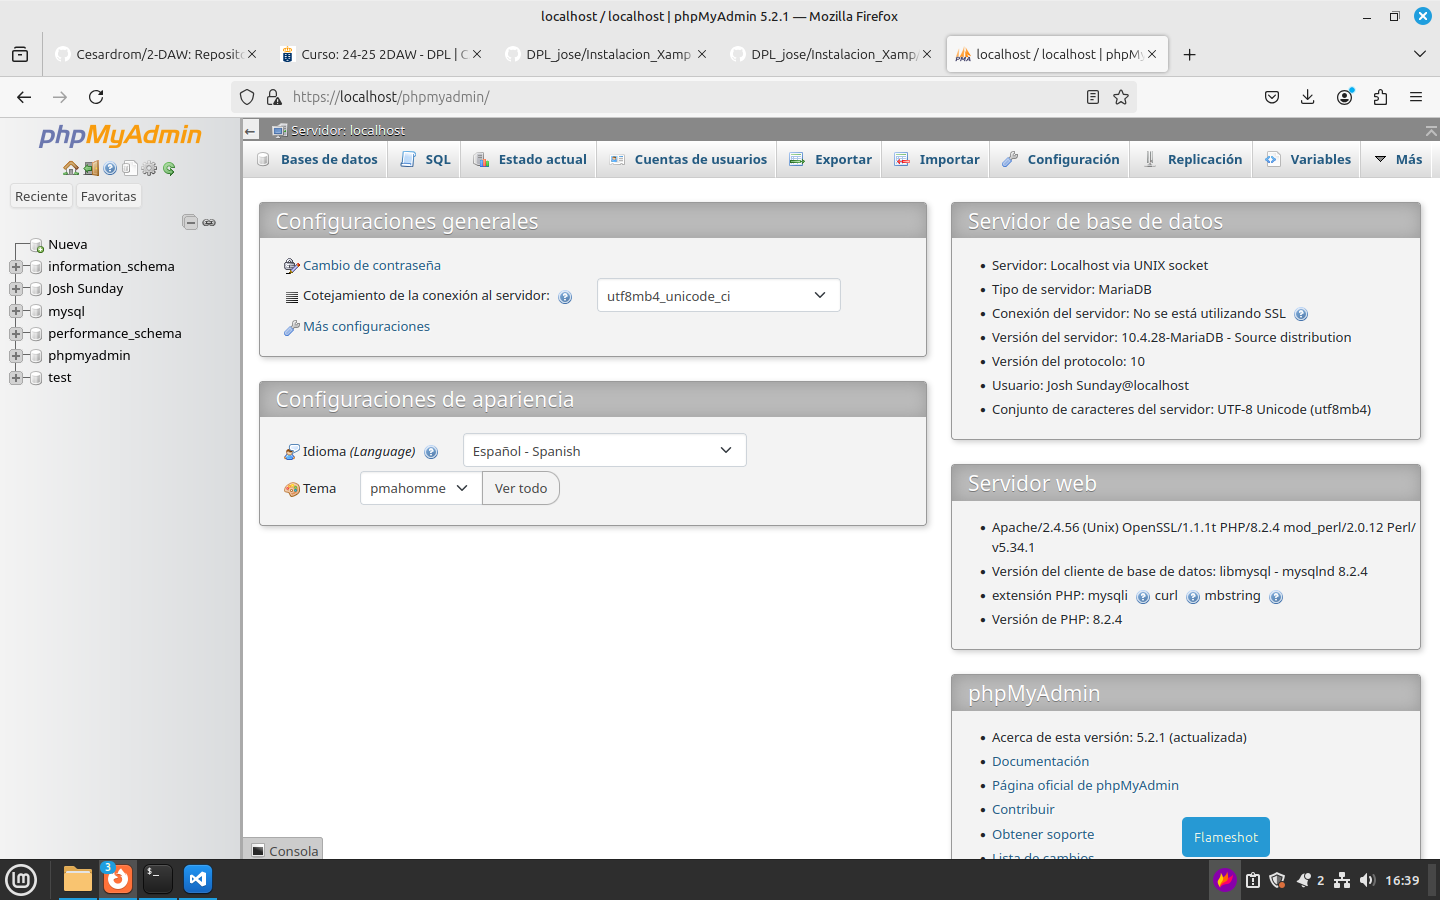 localhost / localhost | phpMyAdmin 5.2.1 — Mozilla Firefox
Cesardrom/2-DAW: Reposit
Curso: 24-25 2DAW - DPL | C
DPL_jose/Instalacion_Xamp
DPL_jose/Instalacion_Xamp/
localhost / localhost | phpM
https://localhost/phpmyadmin/
phpMyAdmin
Reciente
Favoritas
Nueva
information_schema
Josh Sunday
mysql
performance_schema
phpmyadmin
test
Servidor: localhost
Bases de datos
SQL
Estado actual
Cuentas de usuarios
Exportar
Importar
Configuración
Replicación
Variables
Más
Configuraciones generales
Cambio de contraseña
Cotejamiento de la conexión al servidor:
utf8mb4_unicode_ci
Más configuraciones
Configuraciones de apariencia
Idioma (Language)
Español - Spanish
Tema
pmahomme
Ver todo
Servidor de base de datos
Servidor: Localhost via UNIX socket
Tipo de servidor: MariaDB
Conexión del servidor: No se está utilizando SSL
Versión del servidor: 10.4.28-MariaDB - Source distribution
Versión del protocolo: 10
Usuario: Josh Sunday@localhost
Conjunto de caracteres del servidor: UTF-8 Unicode (utf8mb4)
Servidor web
Apache/2.4.56 (Unix) OpenSSL/1.1.1t PHP/8.2.4 mod_perl/2.0.12 Perl/
v5.34.1
Versión del cliente de base de datos: libmysql - mysqlnd 8.2.4
extensión PHP: mysqli curl mbstring
Versión de PHP: 8.2.4
phpMyAdmin
Acerca de esta versión: 5.2.1 (actualizada)
Documentación
Página oficial de phpMyAdmin
Contribuir
Obtener soporte
Lista de cambios
Flameshot
Consola
3
2
16:39